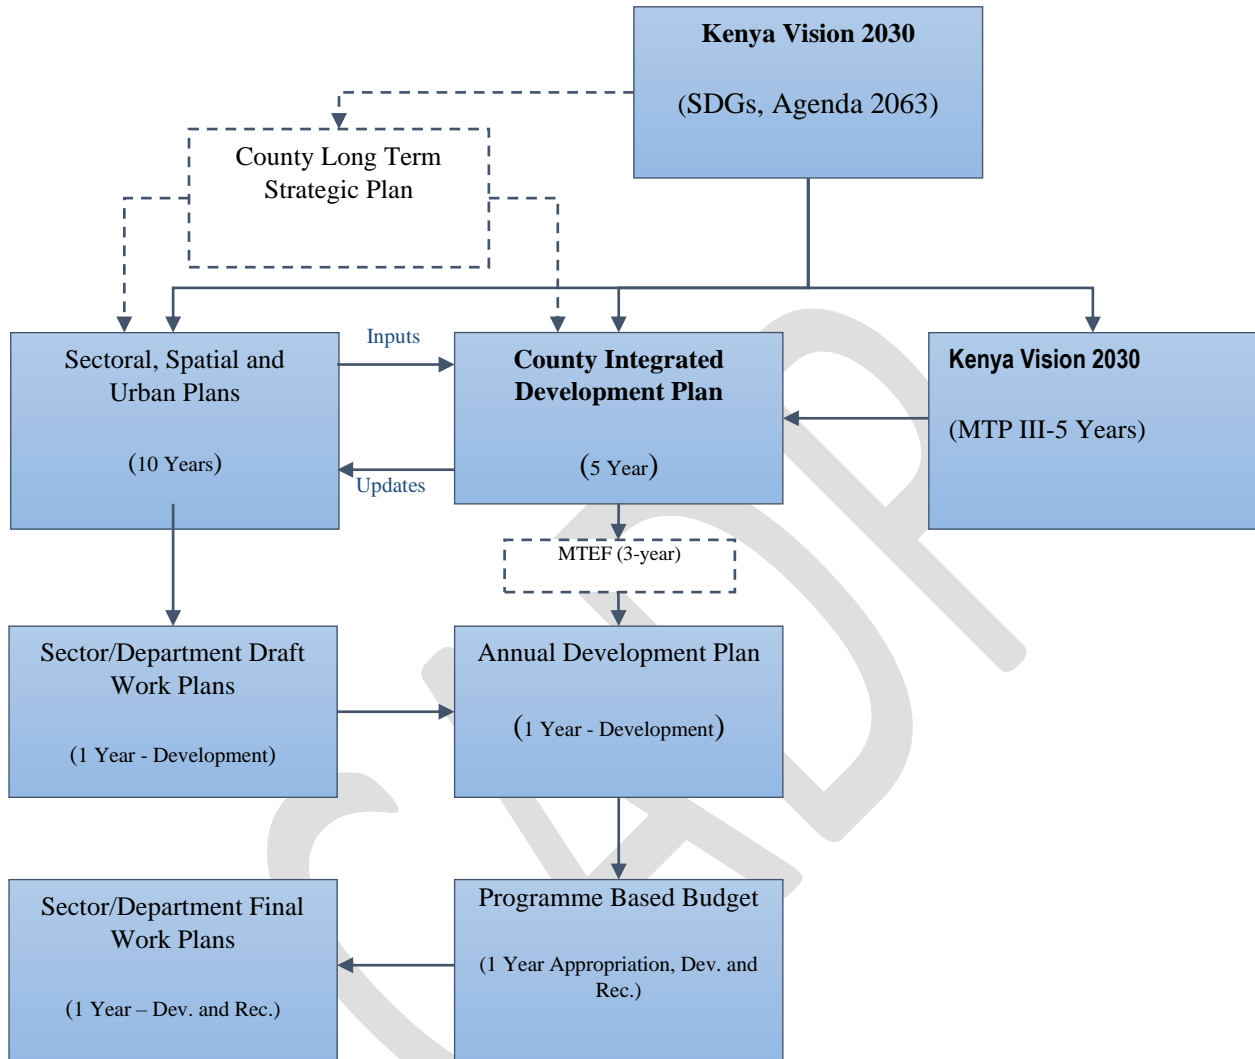 Kenya Vision 2030
(SDGs, Agenda 2063)
County Long Term
Strategic Plan
Sectoral, Spatial and
Urban Plans
(10 Years)
Inputs
Updates
County Integrated
Development Plan
(5 Year)
Kenya Vision 2030
(MTP III-5 Years)
MTEF (3-year)
Sector/Department Draft
Work Plans
(1 Year - Development)
Annual Development Plan
(1 Year - Development)
Sector/Department Final
Work Plans
(1 Year – Dev. and Rec.)
Programme Based Budget
(1 Year Appropriation, Dev. and
Rec.)
CADP